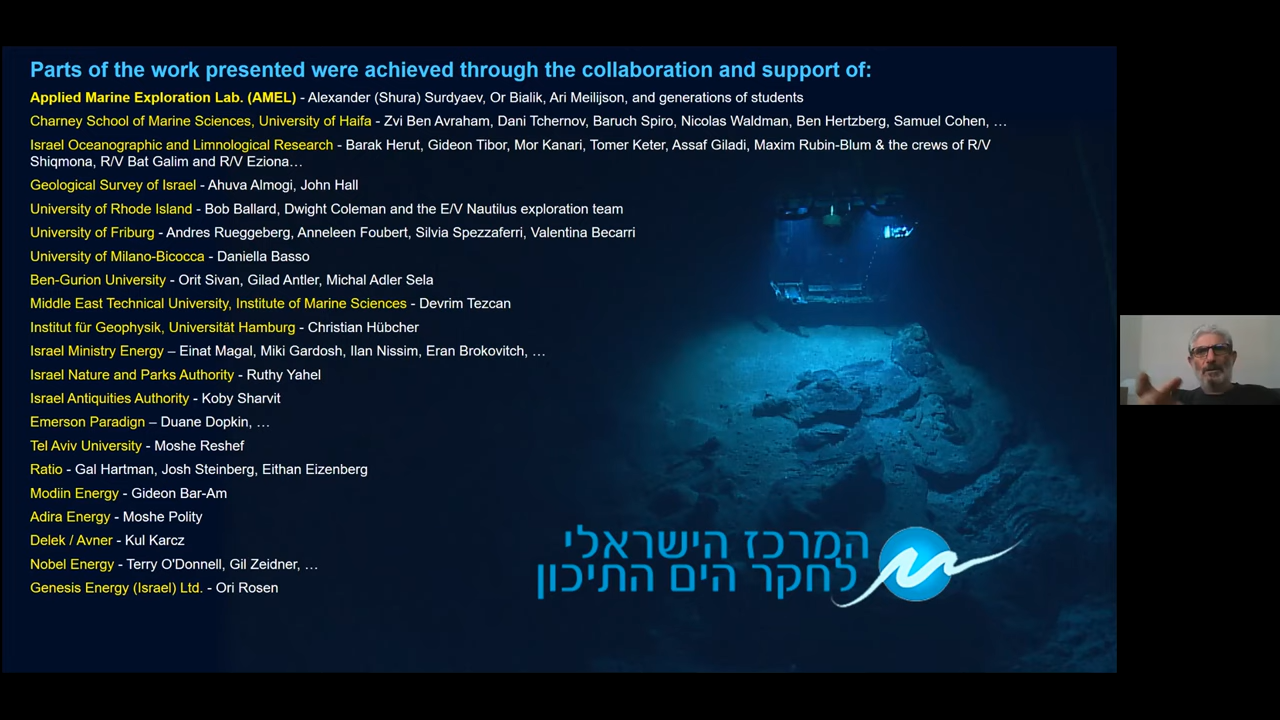 Parts of the work presented were achieved through the collaboration and support of:
Applied Marine Exploration Lab. (AMEL) - Alexander (Shura) Surdyaev, Or Bialik, Ari Meilijson, and generations of students
Charney School of Marine Sciences, University of Haifa - Zvi Ben Avraham, Dani Tchernov, Baruch Spiro, Nicolas Waldman, Ben Hertzberg, Samuel Cohen, …
Israel Oceanographic and Limnological Research - Barak Herut, Gideon Tibor, Mor Kanari, Tomer Keter, Assaf Giladi, Maxim Rubin-Blum & the crews of R/V
Shiqmona, R/V Bat Galim and R/V Eziona…
Geological Survey of Israel - Ahuva Almogi, John Hall
University of Rhode Island - Bob Ballard, Dwight Coleman and the E/V Nautilus exploration team
University of Friburg - Andres Rueggeberg, Anneleen Foubert, Silvia Spezzaferri, Valentina Becarri
University of Milano-Bicocca - Daniella Basso
Ben-Gurion University - Orit Sivan, Gilad Antler, Michal Adler Sela
Middle East Technical University, Institute of Marine Sciences - Devrim Tezcan
Institut für Geophysik, Universität Hamburg - Christian Hübcher
Israel Ministry Energy – Einat Magal, Miki Gardosh, Ilan Nissim, Eran Brokovitch, …
Israel Nature and Parks Authority - Ruthy Yahel
Israel Antiquities Authority - Koby Sharvit
Emerson Paradign – Duane Dopkin, …
Tel Aviv University - Moshe Reshef
Ratio - Gal Hartman, Josh Steinberg, Eithan Eizenberg
Modiin Energy - Gideon Bar-Am
Adira Energy - Moshe Polity
Delek / Avner - Kul Karcz
Nobel Energy - Terry O'Donnell, Gil Zeidner, …
Genesis Energy (Israel) Ltd. - Ori Rosen
המרכז הישראלי
לחקר הים התיכון